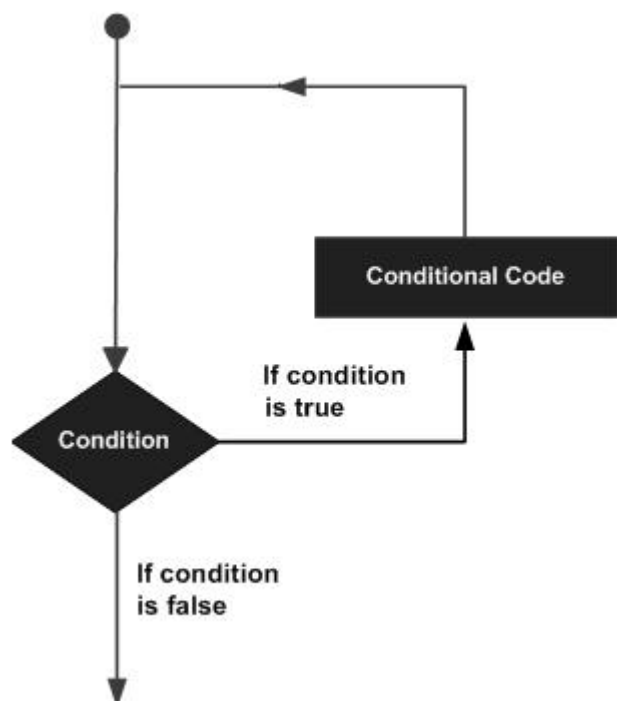 Conditional Code
If condition
is true
Condition
If condition
is false